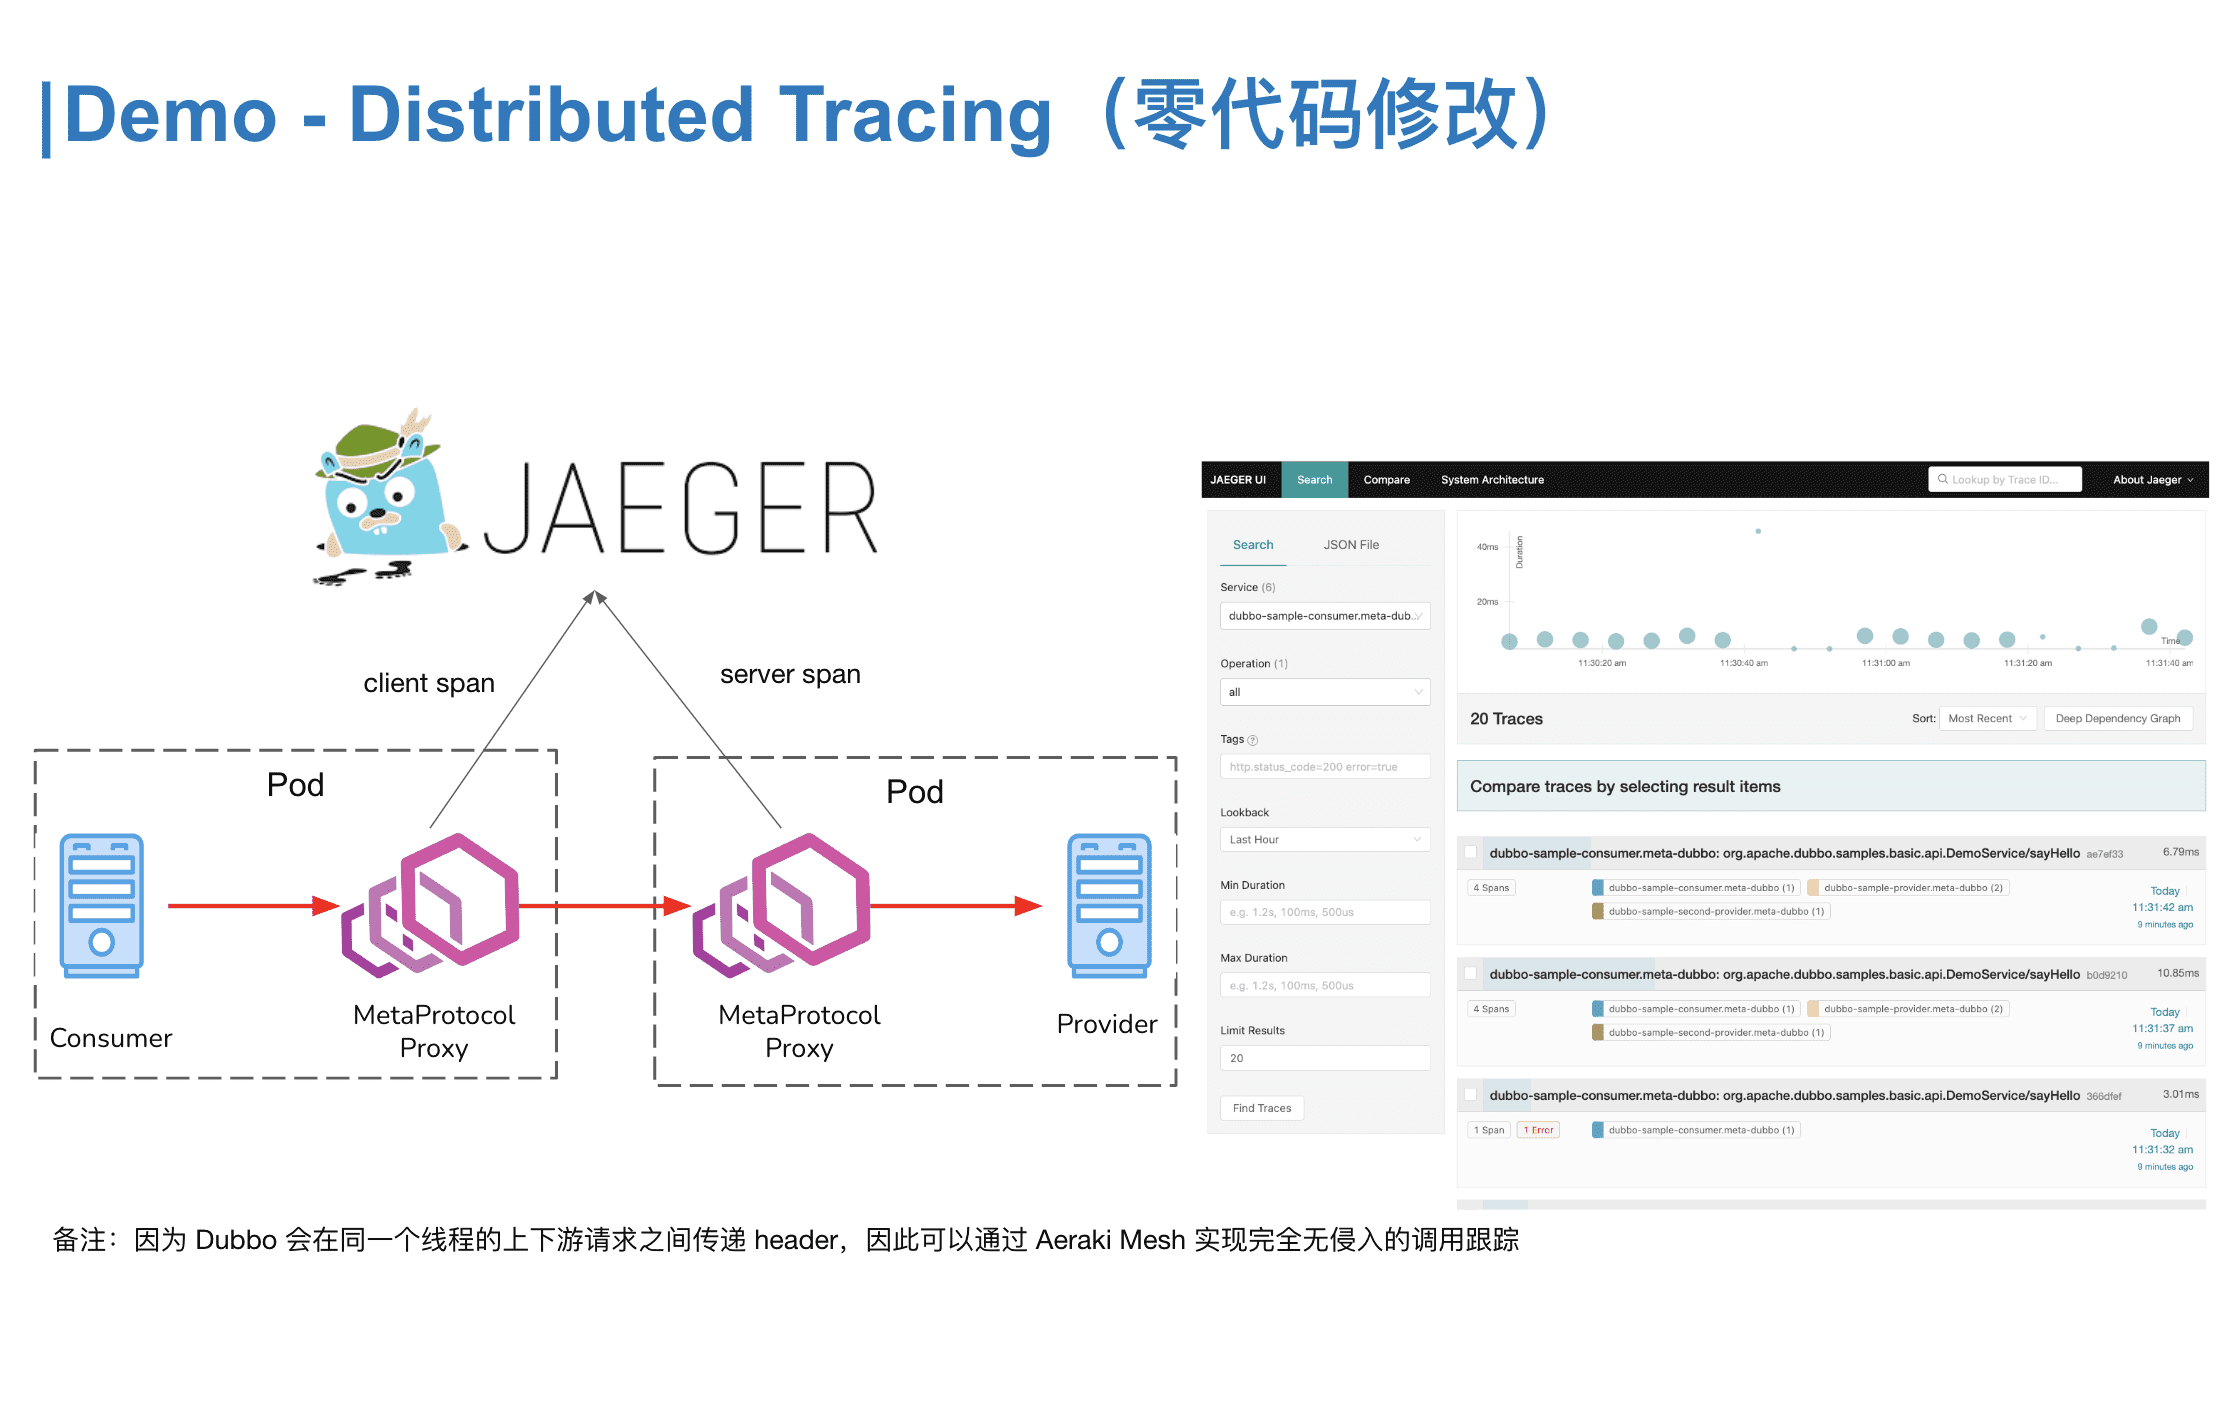 Demo - Distributed Tracing（零代码修改）
JAEGER
client span
server span
Pod
Pod
Consumer
MetaProtocol
Proxy
MetaProtocol
Proxy
Provider
JAEGER UI Search Compare System Architecture Lookup by Trace ID... About Jaeger
Search JSON File
Service (6)
dubbo-sample-consumer.meta-dub...
Operation (1)
all
Tags
http.status_code=200 error=true
Lookback
Last Hour
Min Duration
e.g. 1.2s, 100ms, 500us
Max Duration
e.g. 1.2s, 100ms, 500us
Limit Results
20
Find Traces
Duration
40ms
20ms
Time
11:30:20 am 11:30:40 am 11:31:00 am 11:31:20 am 11:31:40 am
20 Traces Sort: Most Recent Deep Dependency Graph
Compare traces by selecting result items
dubbo-sample-consumer.meta-dubbo: org.apache.dubbo.samples.basic.api.DemoService/sayHello ae7ef33 6.79ms
4 Spans dubbo-sample-consumer.meta-dubbo (1) dubbo-sample-provider.meta-dubbo (2) Today
dubbo-sample-second-provider.meta-dubbo (1) 11:31:42 am
9 minutes ago
dubbo-sample-consumer.meta-dubbo: org.apache.dubbo.samples.basic.api.DemoService/sayHello b0d9210 10.85ms
4 Spans dubbo-sample-consumer.meta-dubbo (1) dubbo-sample-provider.meta-dubbo (2) Today
dubbo-sample-second-provider.meta-dubbo (1) 11:31:37 am
9 minutes ago
dubbo-sample-consumer.meta-dubbo: org.apache.dubbo.samples.basic.api.DemoService/sayHello 366dfef 3.01ms
1 Span 1 Error dubbo-sample-consumer.meta-dubbo (1) Today
11:31:32 am
9 minutes ago
备注：因为 Dubbo 会在同一个线程的上下游请求之间传递 header，因此可以通过 Aeraki Mesh 实现完全无侵入的调用跟踪